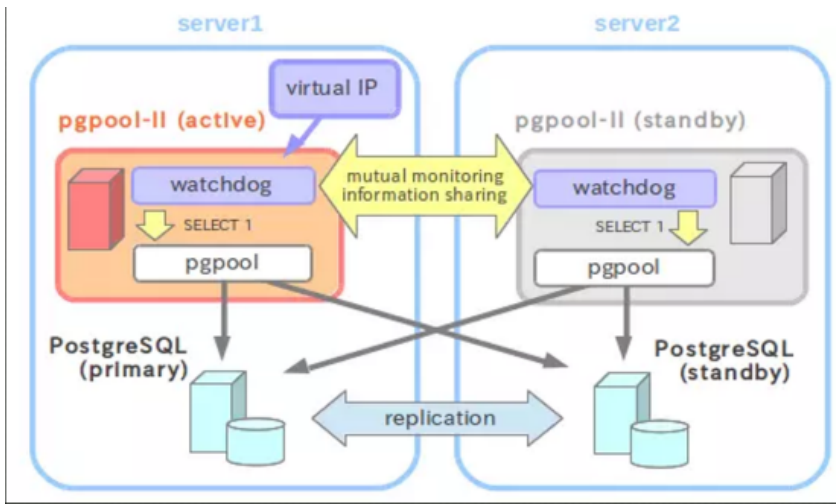 server1
server2
virtual IP
pgpool-II (active)
pgpool-II (standby)
watchdog
mutual monitoring
information sharing
watchdog
SELECT 1
SELECT 1
pgpool
pgpool
PostgreSQL
(primary)
PostgreSQL
(standby)
replication